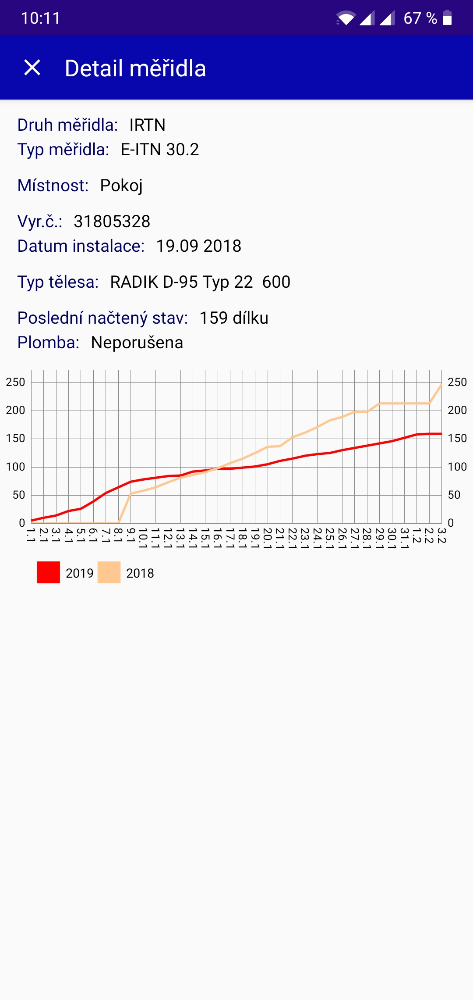 10:11 67 %
Detail měřidla
Druh měřidla: IRTN
Typ měřidla: E-ITN 30.2
Místnost: Pokoj
Vyr.č.: 31805328
Datum instalace: 19.09 2018
Typ tělesa: RADIK D-95 Typ 22 600
Poslední načtený stav: 159 dílku
Plomba: Neporušena
250 250
200 200
150 150
100 100
50 50
0 0
1.1 2.1 3.1 4.1 5.1 6.1 7.1 8.1 9.1 10.1 11.1 12.1 13.1 14.1 15.1 16.1 17.1 18.1 19.1 20.1 21.1 22.1 23.1 24.1 25.1 26.1 27.1 28.1 29.1 30.1 31.1 1.2 2.2 3.2
2019 2018